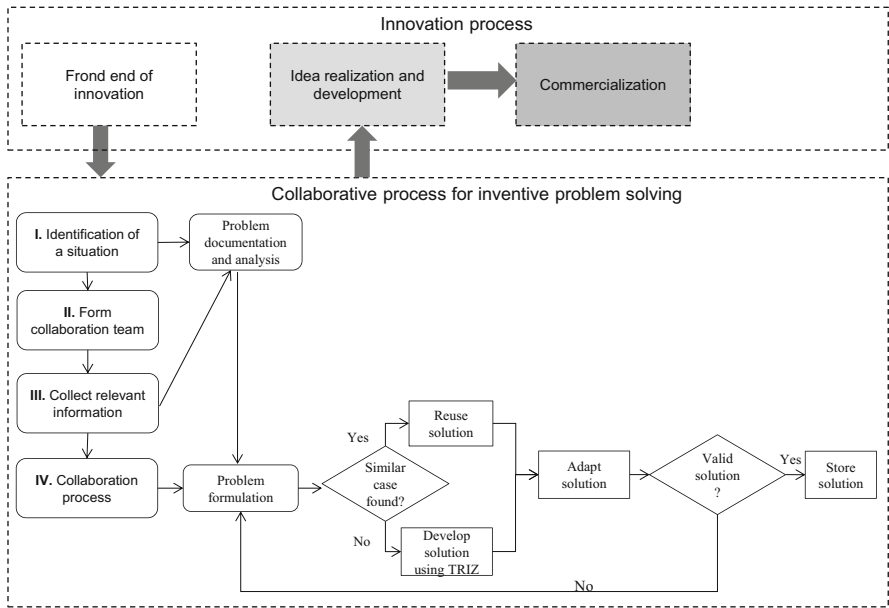 Innovation process
Frond end of
innovation
Idea realization and
development
Commercialization
Collaborative process for inventive problem solving
I. Identification of
a situation
Problem
documentation
and analysis
II. Form
collaboration team
III. Collect relevant
information
IV. Collaboration
process
Problem
formulation
Similar
case
found?
Yes
Reuse
solution
No
Develop
solution
using TRIZ
Adapt
solution
Valid
solution
?
Yes
Store
solution
No